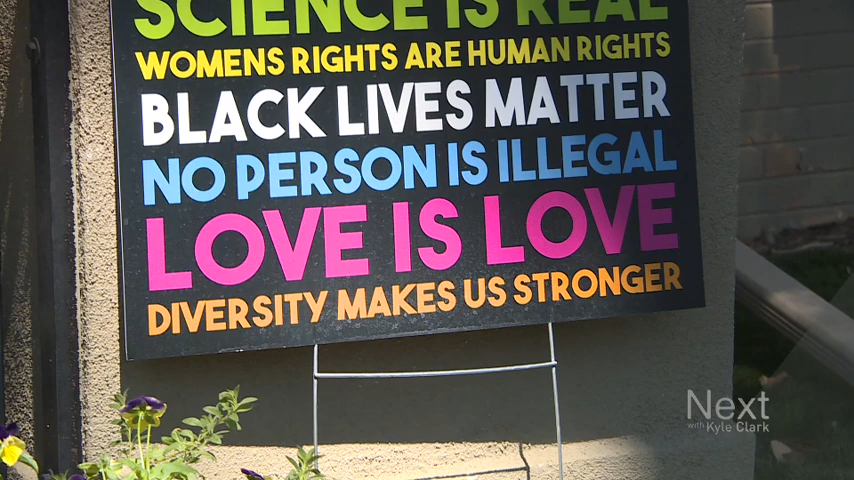 SCIENCE IS REAL
WOMENS RIGHTS ARE HUMAN RIGHTS
BLACK LIVES MATTER
NO PERSON IS ILLEGAL
LOVE IS LOVE
DIVERSITY MAKES US STRONGER
Next
with Kyle Clark